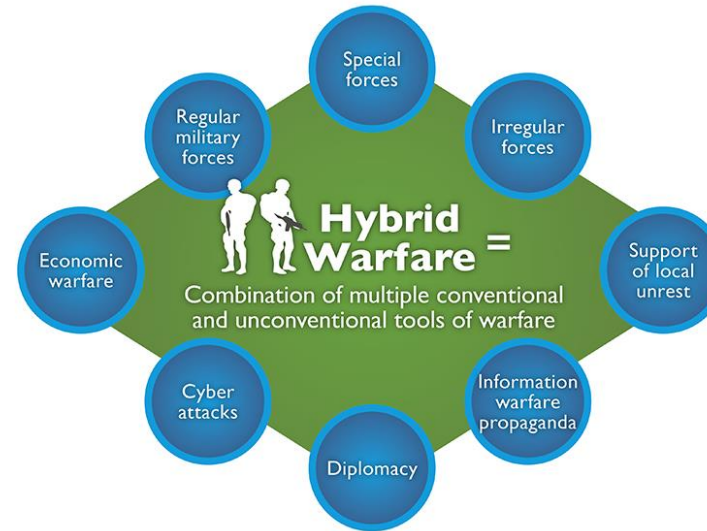 Special
forces
Regular
military
forces
Irregular
forces
Hybrid
Warfare =
Economic
warfare
Support
of local
unrest
Combination of multiple conventional
and unconventional tools of warfare
Cyber
attacks
Information
warfare
propaganda
Diplomacy